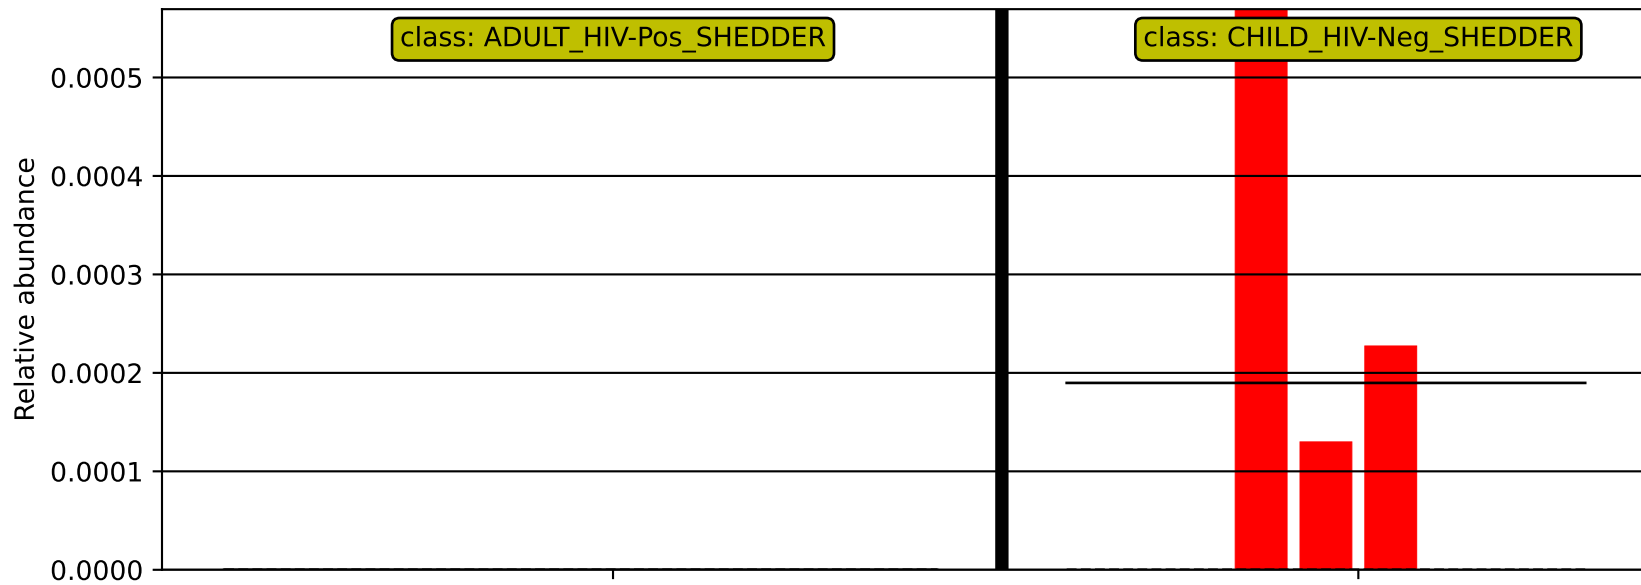 class: ADULT_HIV-Pos_SHEDDER
class: CHILD_HIV-Neg_SHEDDER
Relative abundance
0.0005
0.0004
0.0003
0.0002
0.0001
0.0000